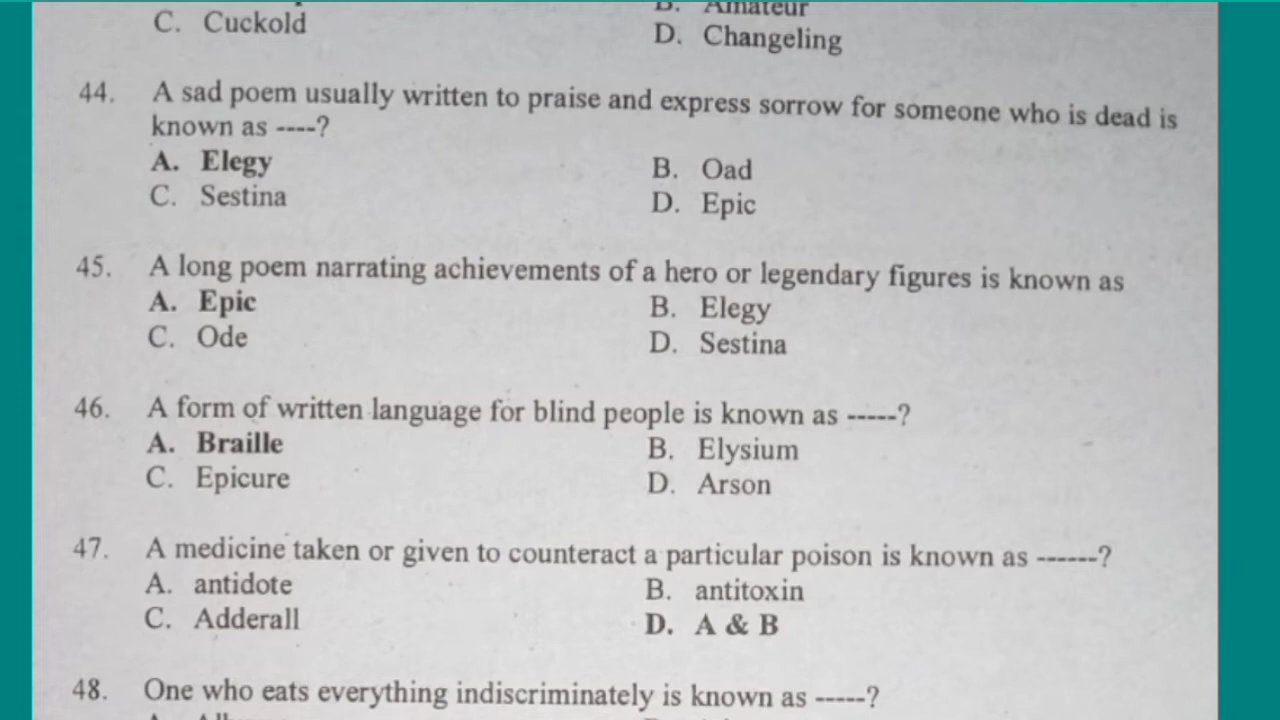 C. Cuckold
B. Amateur
D. Changeling
44. A sad poem usually written to praise and express sorrow for someone who is dead is
known as ----?
A. Elegy
B. Oad
C. Sestina
D. Epic
45. A long poem narrating achievements of a hero or legendary figures is known as
A. Epic
B. Elegy
C. Ode
D. Sestina
46. A form of written language for blind people is known as -----?
A. Braille
B. Elysium
C. Epicure
D. Arson
47. A medicine taken or given to counteract a particular poison is known as ------?
A. antidote
B. antitoxin
C. Adderall
D. A & B
48. One who eats everything indiscriminately is known as -----?